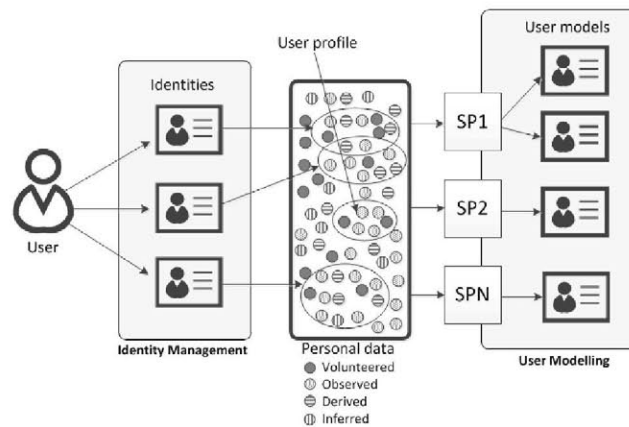 User profile
User models
Identities
SP1
SP2
SPN
User
Identity Management
Personal data
Volunteered
Observed
Derived
Inferred
User Modelling